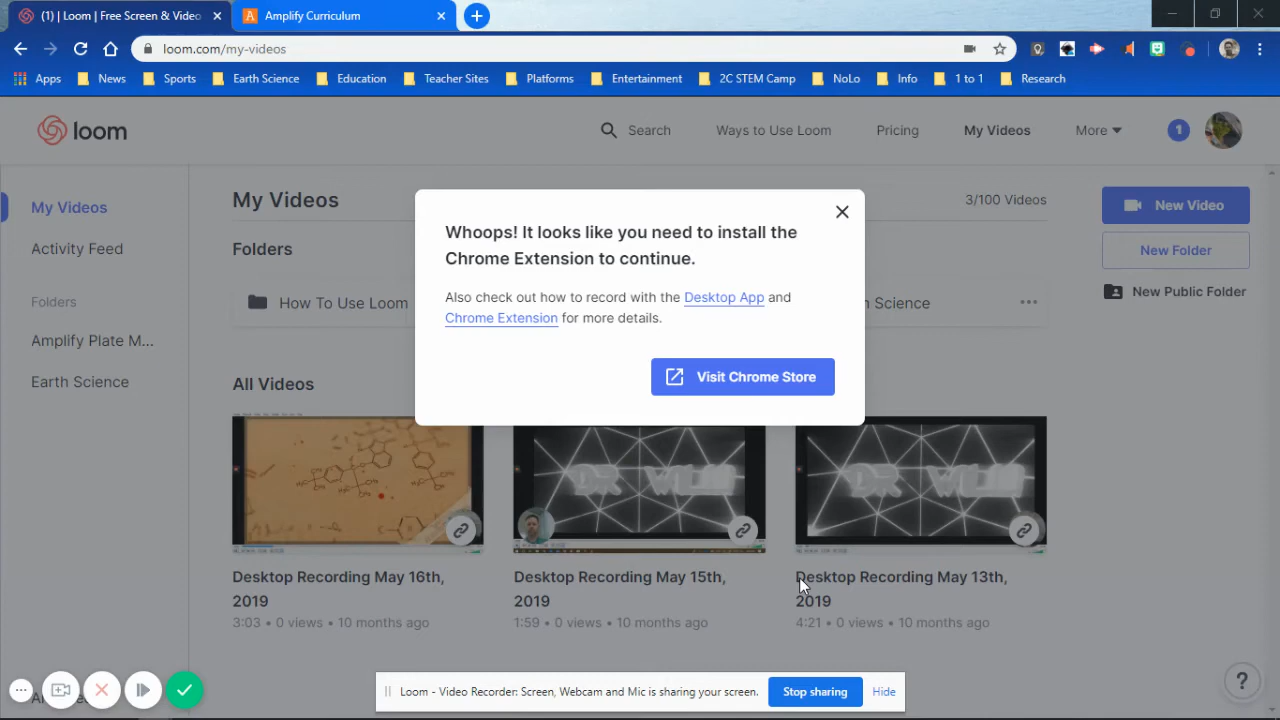 (1) | Loom | Free Screen & Video
Amplify Curriculum
loom.com/my-videos
Apps News Sports Earth Science Education Teacher Sites Platforms Entertainment 2C STEM Camp NoLo Info 1 to 1 Research
loom
Search Ways to Use Loom Pricing My Videos More 1
My Videos
Activity Feed
Folders
Amplify Plate M...
Earth Science
My Videos 3/100 Videos
Folders
How To Use Loom
Science
New Video
New Folder
New Public Folder
Whoops! It looks like you need to install the
Chrome Extension to continue.
Also check out how to record with the Desktop App and
Chrome Extension for more details.
Visit Chrome Store
All Videos
DR WILLI
DR WILLI
Desktop Recording May 16th,
2019
3:03 • 0 views • 10 months ago
Desktop Recording May 15th,
2019
1:59 • 0 views • 10 months ago
Desktop Recording May 13th,
2019
4:21 • 0 views • 10 months ago
Loom - Video Recorder: Screen, Webcam and Mic is sharing your screen. Stop sharing Hide
?